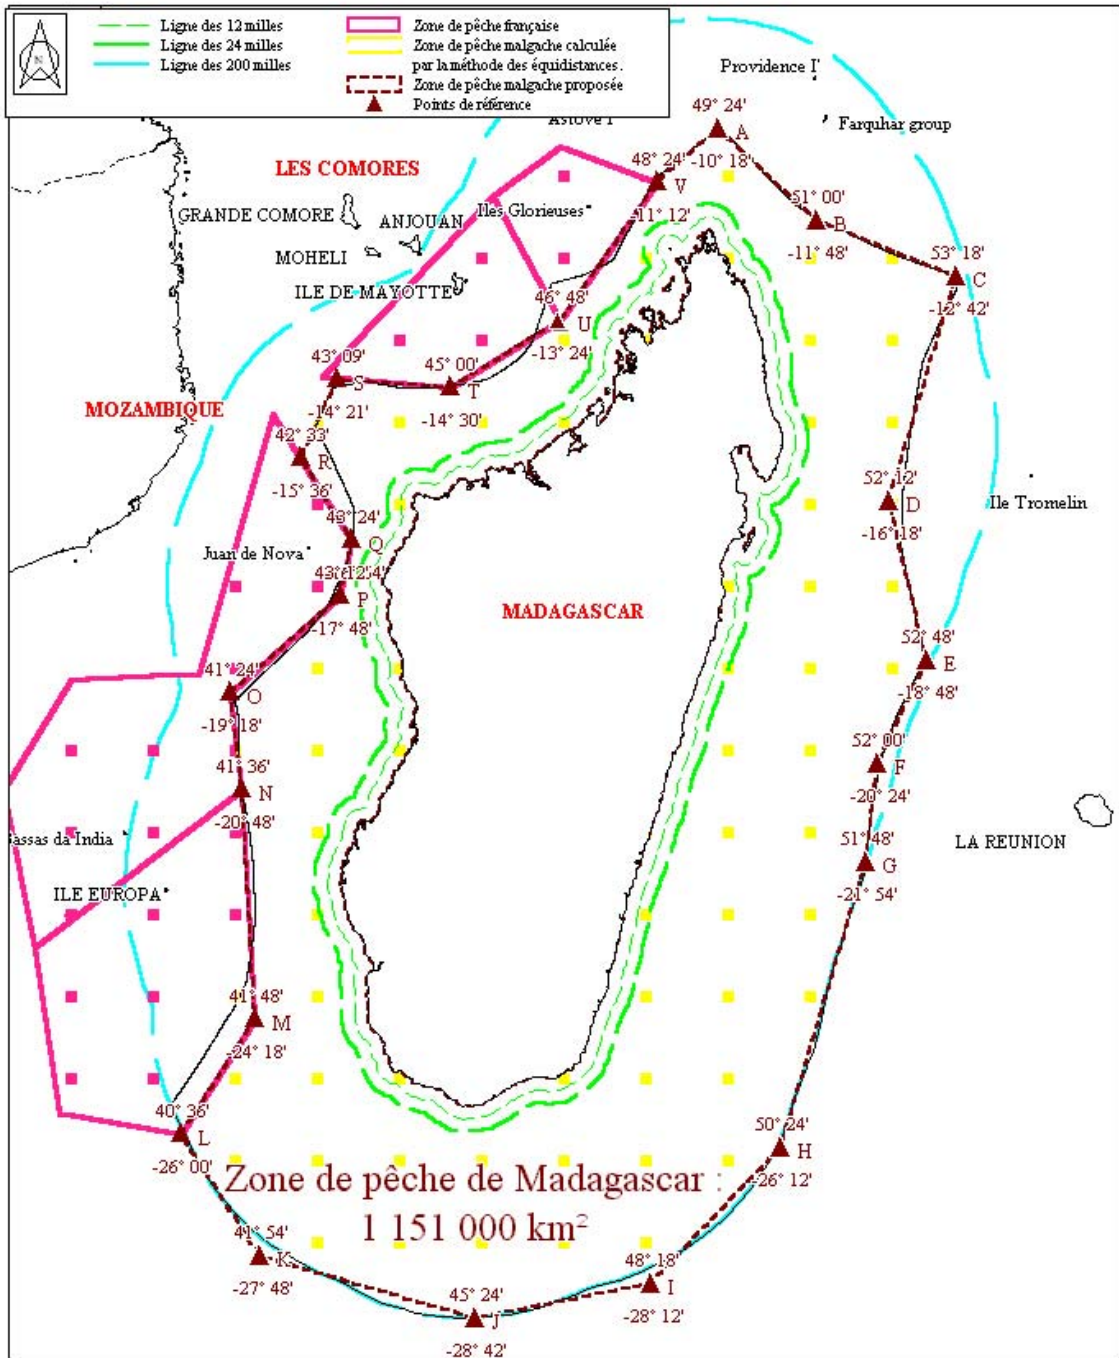 N
Ligne des 12 milles
Ligne des 24 milles
Ligne des 200 milles
Zone de pêche française
Zone de pêche malgache calculée
par la méthode des équidistances.
Zone de pêche malgache proposée
Points de référence
Providence I
Astove I
Farquhar group
49° 24'
A
-10° 18'
LES COMORES
48° 24'
V
-11° 12'
51° 00'
B
-11° 48'
GRANDE COMORE
ANJOUAN
Iles Glorieuses
MOHELI
53° 18'
C
-12° 42'
ILE DE MAYOTTE
46° 48'
U
-13° 24'
43° 09'
S
-14° 21'
45° 00'
T
-14° 30'
MOZAMBIQUE
42° 33'
R
-15° 36'
52° 12'
D
-16° 18'
Ile Tromelin
43° 24'
Q
Juan de Nova
43° 12'
P
-17° 48'
MADAGASCAR
52° 48'
E
-18° 48'
41° 24'
O
-19° 18'
52° 00'
F
-20° 24'
41° 36'
N
-20° 48'
Bassas da India
51° 48'
G
-21° 54'
LA REUNION
ILE EUROPA
41° 48'
M
-24° 18'
40° 36'
L
-26° 00'
50° 24'
H
-26° 12'
Zone de pêche de Madagascar :
1 151 000 km²
41° 54'
K
-27° 48'
48° 18'
I
-28° 12'
45° 24'
J
-28° 42'